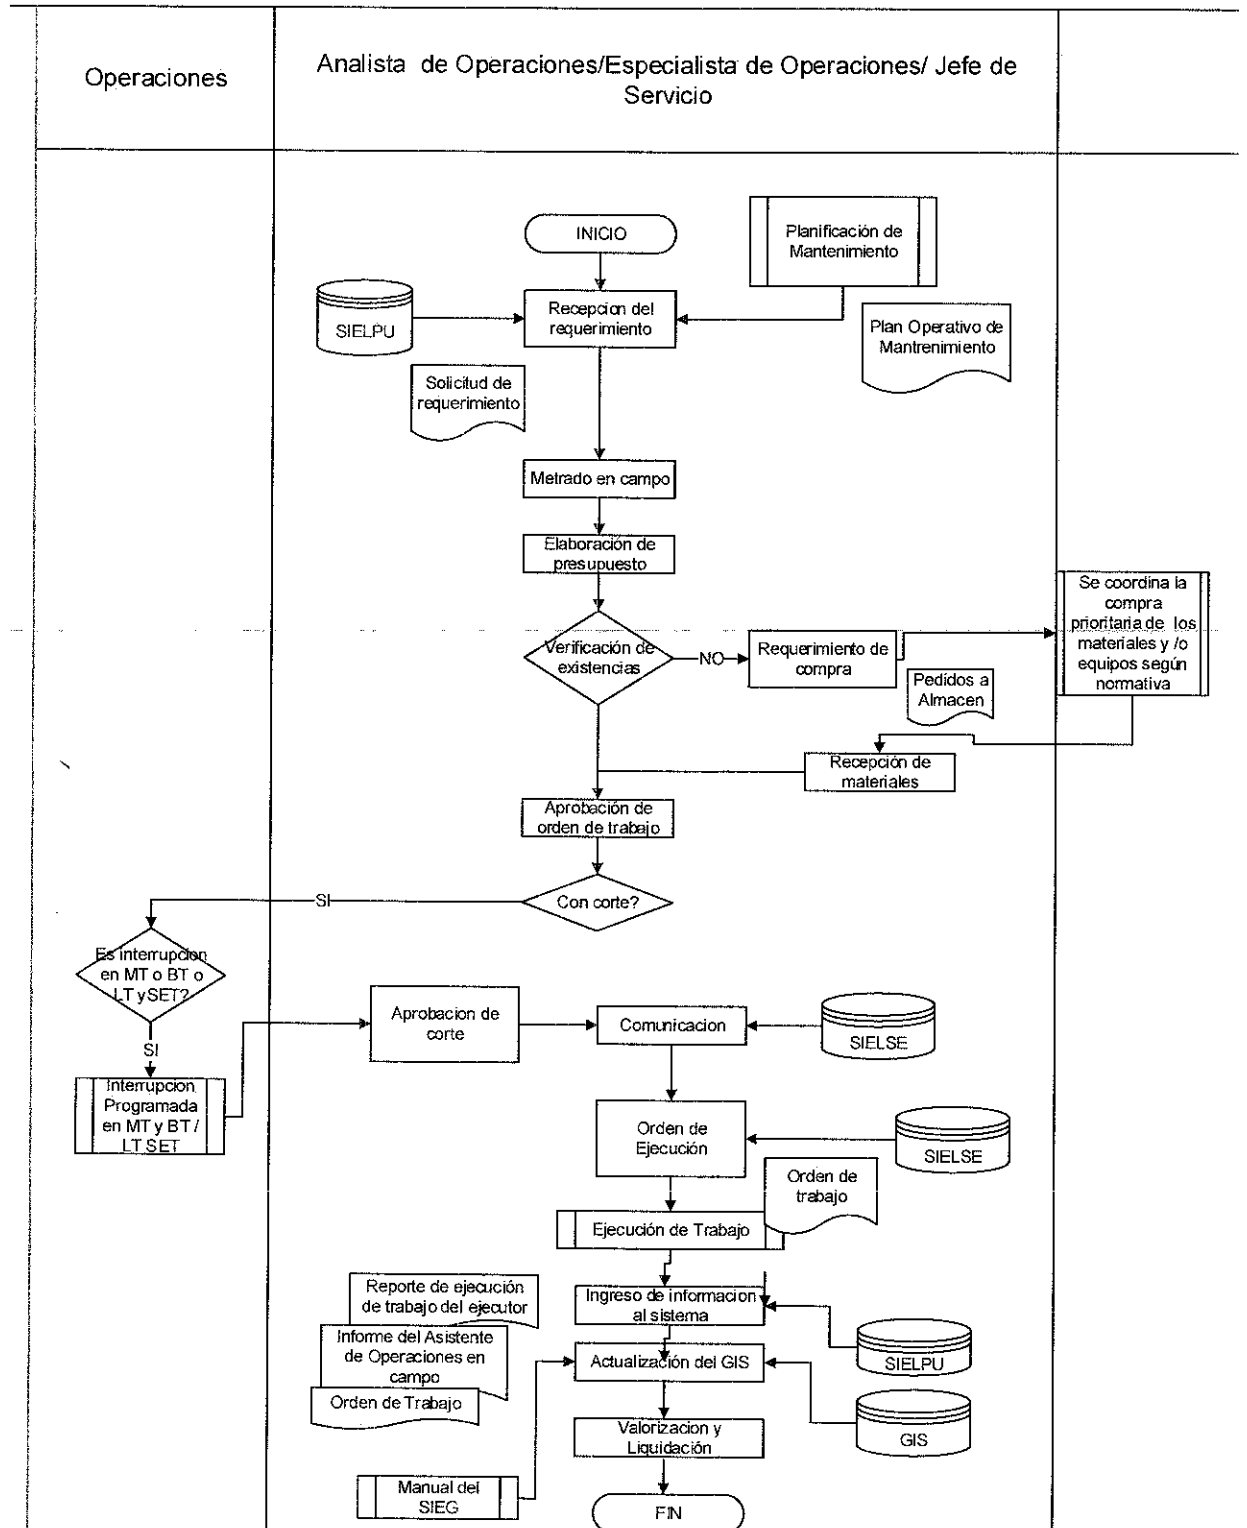 Operaciones
Analista de Operaciones/Especialista de Operaciones/ Jefe de
Servicio
INICIO
Planificación de
Mantenimiento
SIELPU
Recepcion del
requerimiento
Plan Operativo de
Mantrenimiento
Solicitud de
requerimiento
Metrado en campo
Elaboración de
presupuesto
Se coordina la
compra
prioritaria de los
materiales y /o
equipos según
normativa
Verificación de
existencias
NO
Requerimiento de
compra
Pedidos a
Almacen
Recepción de
materiales
Aprobación de
orden de trabajo
Con corte?
SI
Es interrupcion
en MT o BT o
LT y SET?
SI
Interrupcion
Programada
en MT y BT /
LT SET
Aprobacion de
corte
Comunicacion
SIELSE
Orden de
Ejecución
SIELSE
Orden de
trabajo
Ejecución de Trabajo
Reporte de ejecución
de trabajo del ejecutor
Ingreso de informacion
al sistema
Informe del Asistente
de Operaciones en
campo
SIELPU
Actualización del GIS
Orden de Trabajo
Valorizacion y
Liquidación
GIS
Manual del
SIEG
FIN